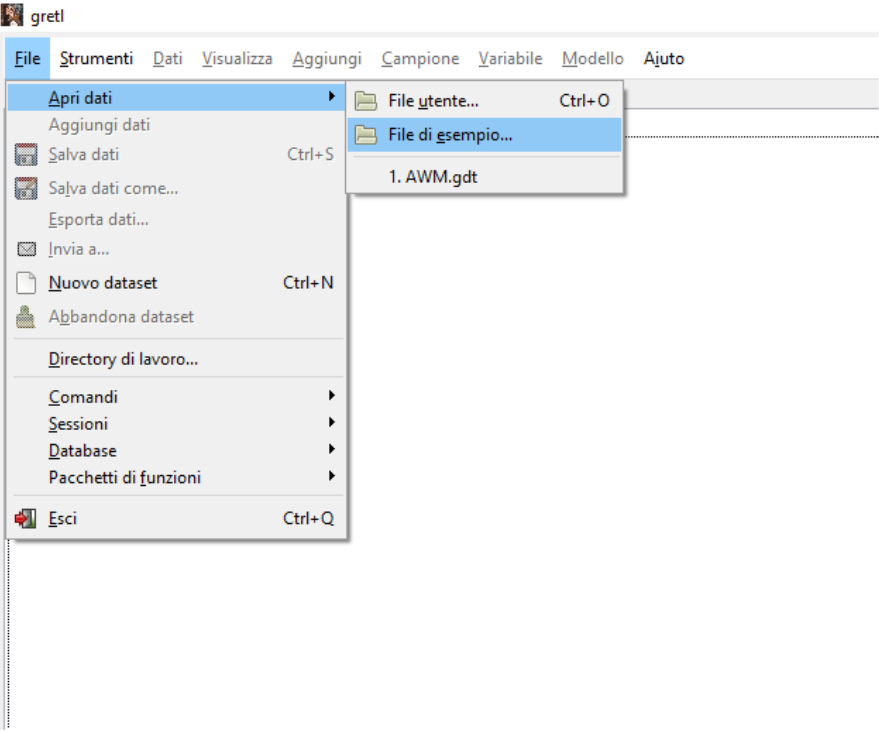 gretl
File Strumenti Dati Visualizza Aggiungi Campione Variabile Modello Aiuto
Apri dati
Aggiungi dati
Salva dati Ctrl+S
Salva dati come...
Esporta dati...
Invia a...
Nuovo dataset Ctrl+N
Abbandona dataset
Directory di lavoro...
Comandi
Sessioni
Database
Pacchetti di funzioni
Esci Ctrl+Q
File utente... Ctrl+O
File di esempio...
1. AWM.gdt